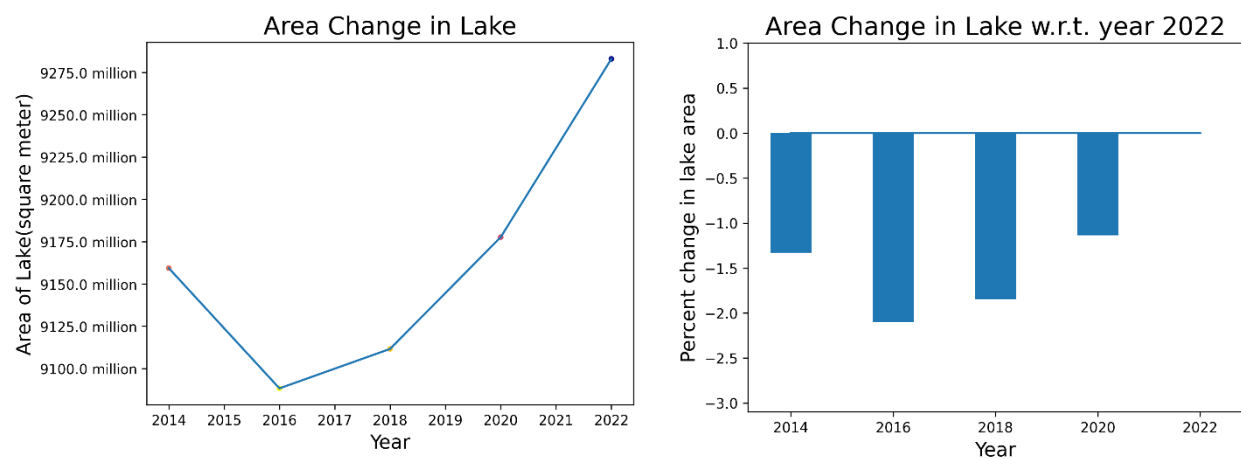 Area Change in Lake
Area of Lake(square meter)
9275.0 million
9250.0 million
9225.0 million
9200.0 million
9175.0 million
9150.0 million
9125.0 million
9100.0 million
2014 2015 2016 2017 2018 2019 2020 2021 2022
Year
Area Change in Lake w.r.t. year 2022
Percent change in lake area
1.0
0.5
0.0
−0.5
−1.0
−1.5
−2.0
−2.5
−3.0
2014 2016 2018 2020 2022
Year